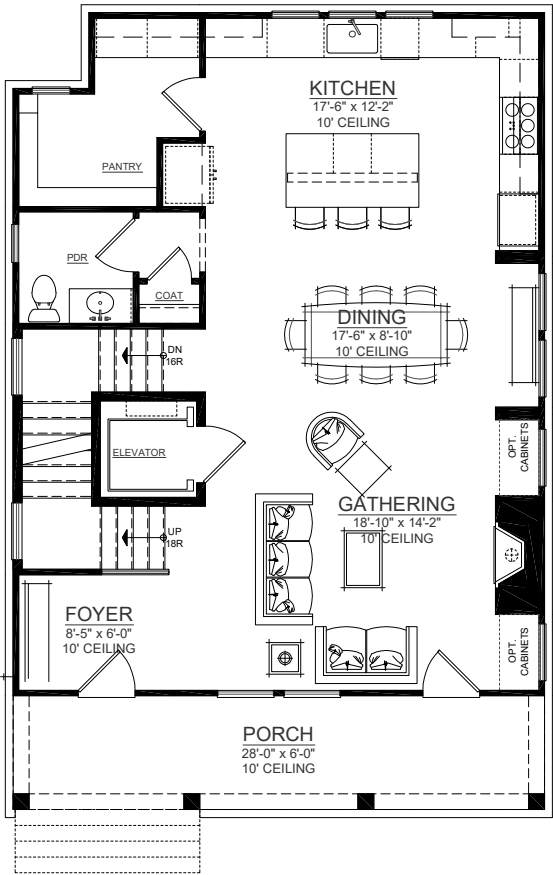 KITCHEN
17'-6" x 12'-2"
10' CEILING
PANTRY
PDR
COAT
DINING
17'-6" x 8'-10"
10' CEILING
DN
16R
ELEVATOR
OPT.
CABINETS
GATHERING
18'-10" x 14'-2"
10' CEILING
UP
18R
FOYER
8'-5" x 6'-0"
10' CEILING
OPT.
CABINETS
PORCH
28'-0" x 6'-0"
10' CEILING